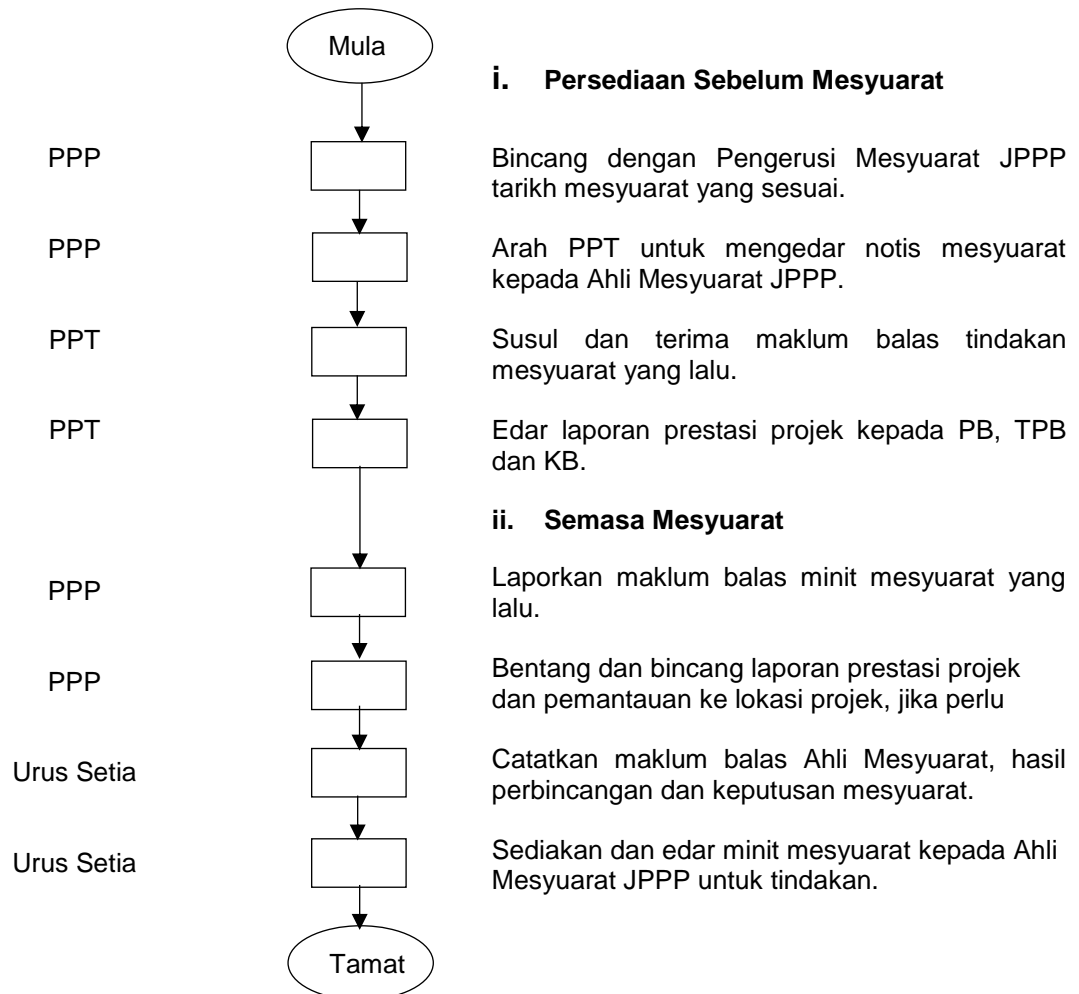 Mula
i. Persediaan Sebelum Mesyuarat
PPP
Bincang dengan Pengerusi Mesyuarat JPPP
tarikh mesyuarat yang sesuai.
PPP
Arah PPT untuk mengedar notis mesyuarat
kepada Ahli Mesyuarat JPPP.
PPT
Susul dan terima maklum balas tindakan
mesyuarat yang lalu.
PPT
Edar laporan prestasi projek kepada PB, TPB
dan KB.
ii. Semasa Mesyuarat
PPP
Laporkan maklum balas minit mesyuarat yang
lalu.
PPP
Bentang dan bincang laporan prestasi projek
dan pemantauan ke lokasi projek, jika perlu
Urus Setia
Catatkan maklum balas Ahli Mesyuarat, hasil
perbincangan dan keputusan mesyuarat.
Urus Setia
Sediakan dan edar minit mesyuarat kepada Ahli
Mesyuarat JPPP untuk tindakan.
Tamat